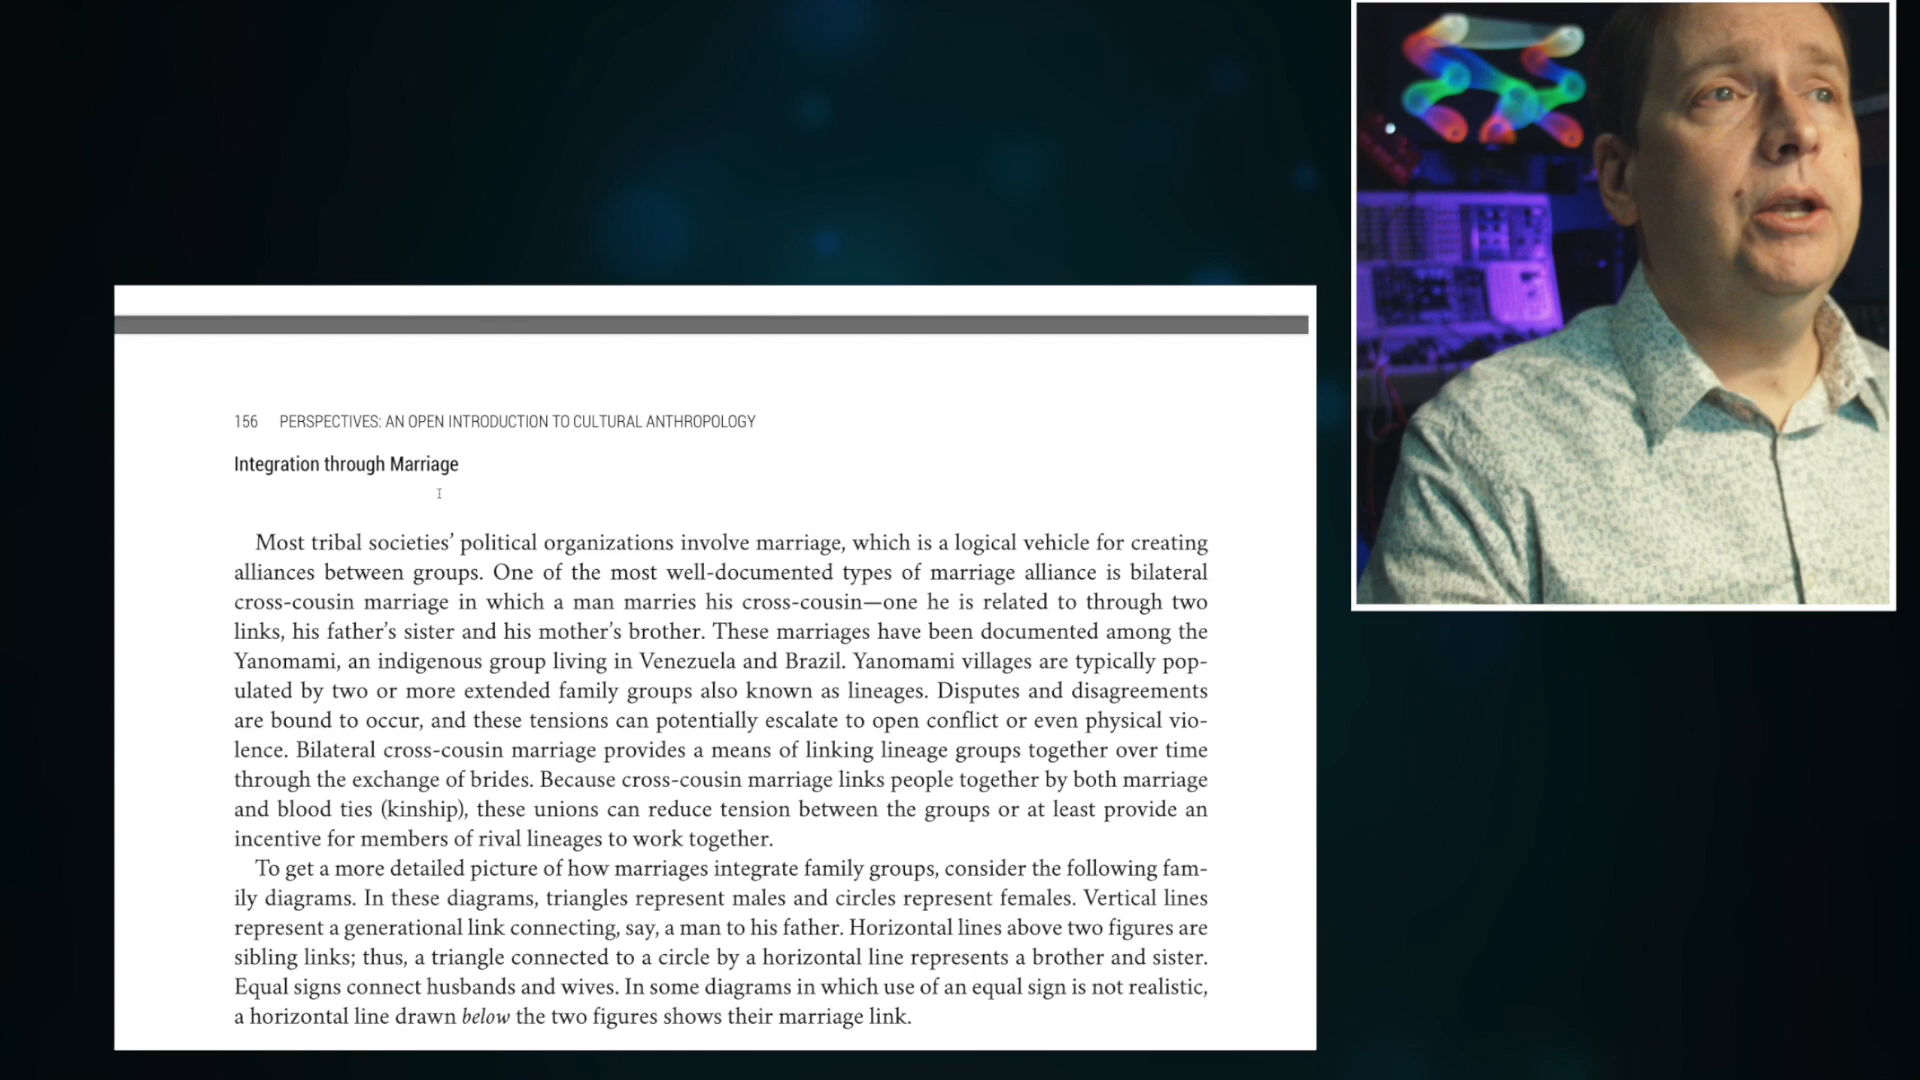 156 PERSPECTIVES: AN OPEN INTRODUCTION TO CULTURAL ANTHROPOLOGY
Integration through Marriage
Most tribal societies’ political organizations involve marriage, which is a logical vehicle for creating
alliances between groups. One of the most well-documented types of marriage alliance is bilateral
cross-cousin marriage in which a man marries his cross-cousin—one he is related to through two
links, his father’s sister and his mother’s brother. These marriages have been documented among the
Yanomami, an indigenous group living in Venezuela and Brazil. Yanomami villages are typically pop-
ulated by two or more extended family groups also known as lineages. Disputes and disagreements
are bound to occur, and these tensions can potentially escalate to open conflict or even physical vio-
lence. Bilateral cross-cousin marriage provides a means of linking lineage groups together over time
through the exchange of brides. Because cross-cousin marriage links people together by both marriage
and blood ties (kinship), these unions can reduce tension between the groups or at least provide an
incentive for members of rival lineages to work together.
To get a more detailed picture of how marriages integrate family groups, consider the following fam-
ily diagrams. In these diagrams, triangles represent males and circles represent females. Vertical lines
represent a generational link connecting, say, a man to his father. Horizontal lines above two figures are
sibling links; thus, a triangle connected to a circle by a horizontal line represents a brother and sister.
Equal signs connect husbands and wives. In some diagrams in which use of an equal sign is not realistic,
a horizontal line drawn below the two figures shows their marriage link.